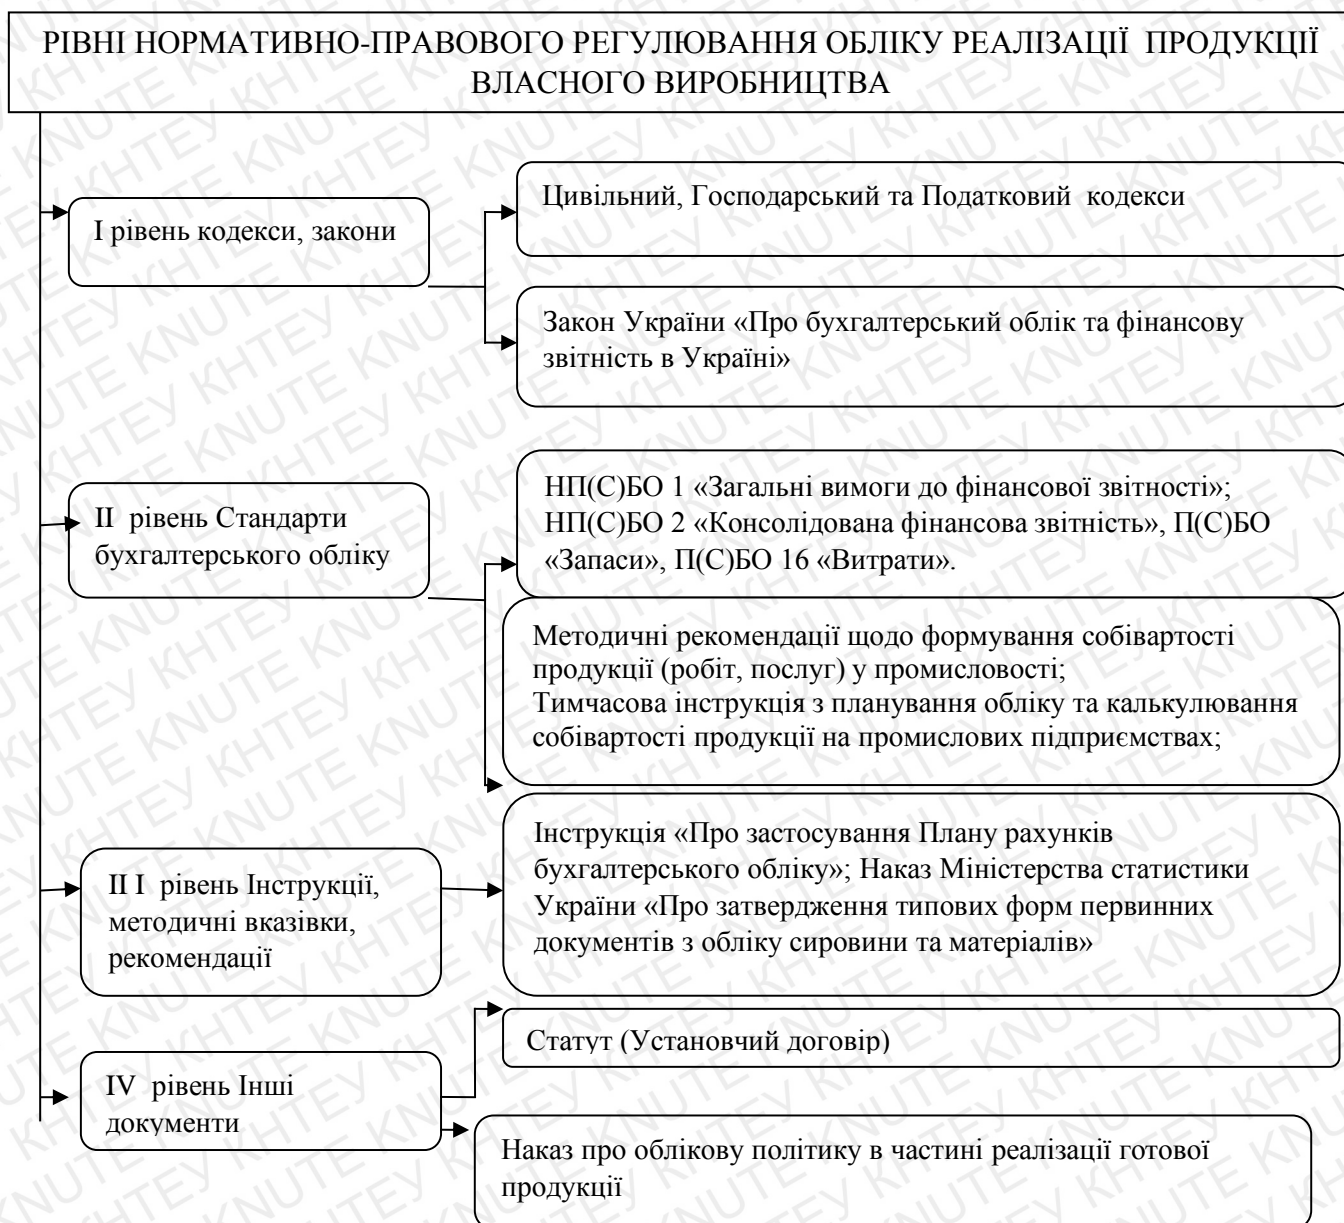 РІВНІ НОРМАТИВНО-ПРАВОВОГО РЕГУЛЮВАННЯ ОБЛІКУ РЕАЛІЗАЦІЇ ПРОДУКЦІЇ
ВЛАСНОГО ВИРОБНИЦТВА
І рівень кодекси, закони
Цивільний, Господарський та Податковий кодекси
Закон України «Про бухгалтерський облік та фінансову
звітність в Україні»
ІІ рівень Стандарти
бухгалтерського обліку
НП(С)БО 1 «Загальні вимоги до фінансової звітності»;
НП(С)БО 2 «Консолідована фінансова звітність», П(С)БО
«Запаси», П(С)БО 16 «Витрати».
Методичні рекомендації щодо формування собівартості
продукції (робіт, послуг) у промисловості;
Тимчасова інструкція з планування обліку та калькулювання
собівартості продукції на промислових підприємствах;
ІІ І рівень Інструкції,
методичні вказівки,
рекомендації
Інструкція «Про застосування Плану рахунків
бухгалтерського обліку»; Наказ Міністерства статистики
України «Про затвердження типових форм первинних
документів з обліку сировини та матеріалів»
IV рівень Інші
документи
Статут (Установчий договір)
Наказ про облікову політику в частині реалізації готової
продукції